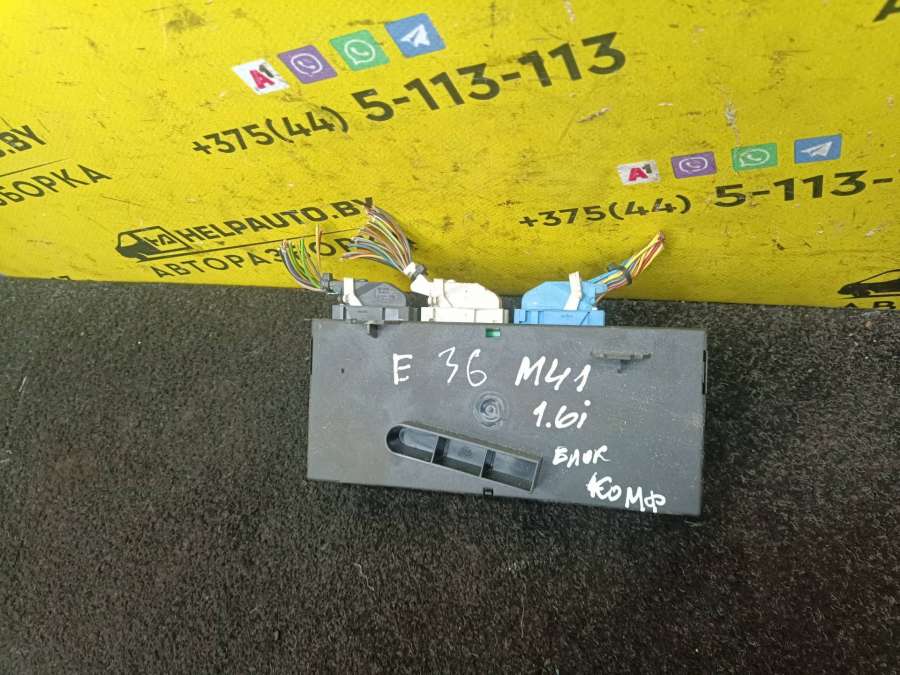 5-113-113
+375(44)
.BY
БОРКА
HELPAUTO.BY
АВТОРАЗБОРКА
5-113-
+375(44)
E 36 M41
1.6i
БЛОК
КОМФ